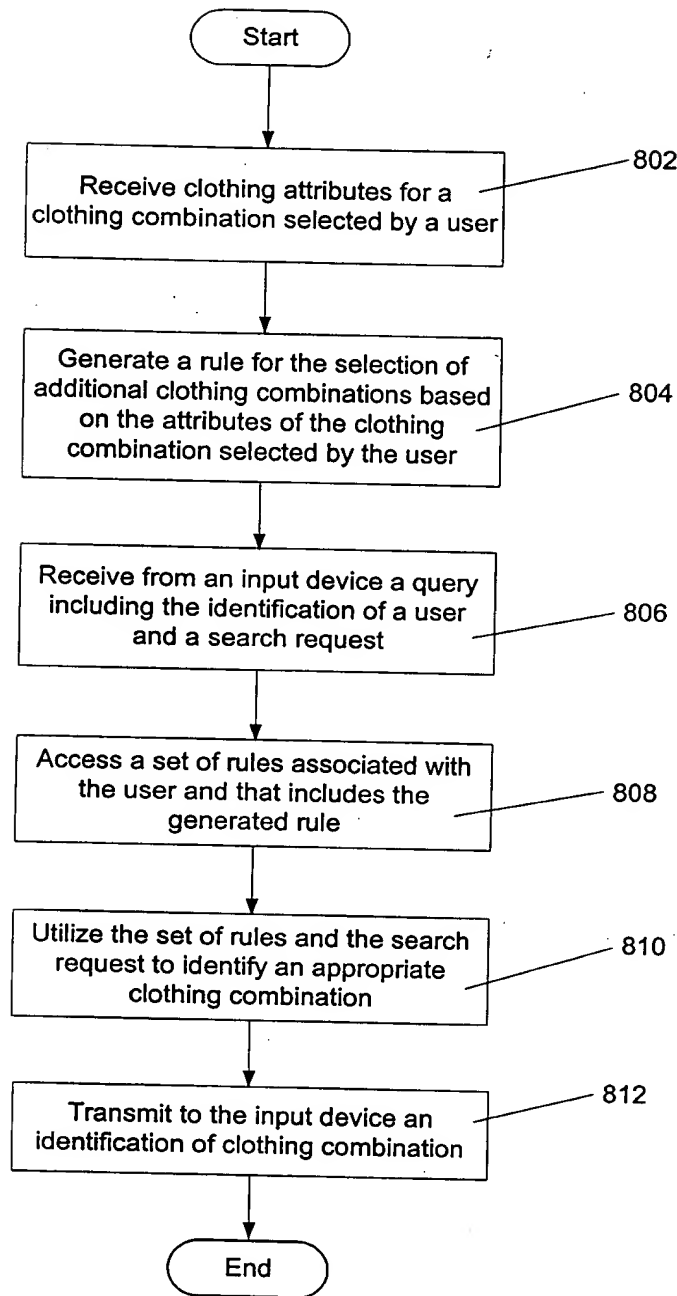 Start
802
Receive clothing attributes for a
clothing combination selected by a user
Generate a rule for the selection of
additional clothing combinations based
on the attributes of the clothing
combination selected by the user
804
Receive from an input device a query
including the identification of a user
and a search request
806
Access a set of rules associated with
the user and that includes the
generated rule
808
Utilize the set of rules and the search
request to identify an appropriate
clothing combination
810
812
Transmit to the input device an
identification of clothing combination
End